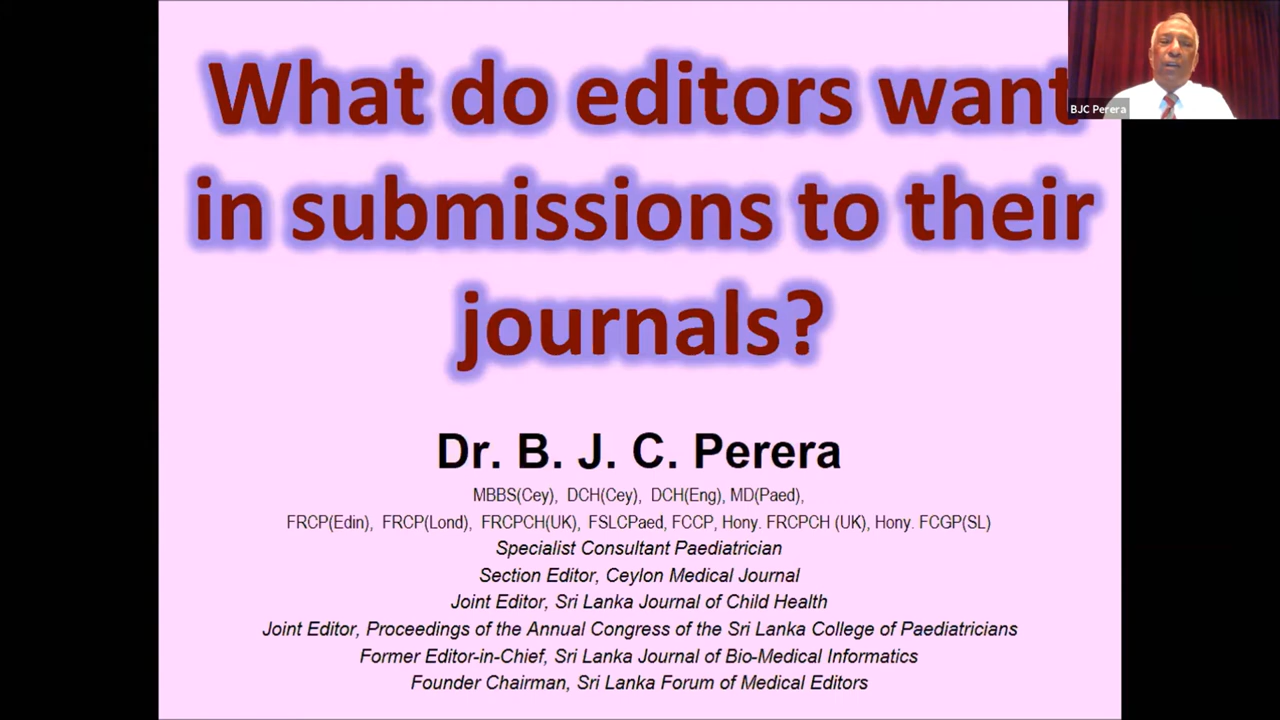 What do editors want
in submissions to their
journals?
BJC Perera
Dr. B. J. C. Perera
MBBS(Cey), DCH(Cey), DCH(Eng), MD(Paed),
FRCP(Edin), FRCP(Lond), FRCPCH(UK), FSLCPaed, FCCP, Hony. FRCPCH (UK), Hony. FCGP(SL)
Specialist Consultant Paediatrician
Section Editor, Ceylon Medical Journal
Joint Editor, Sri Lanka Journal of Child Health
Joint Editor, Proceedings of the Annual Congress of the Sri Lanka College of Paediatricians
Former Editor-in-Chief, Sri Lanka Journal of Bio-Medical Informatics
Founder Chairman, Sri Lanka Forum of Medical Editors